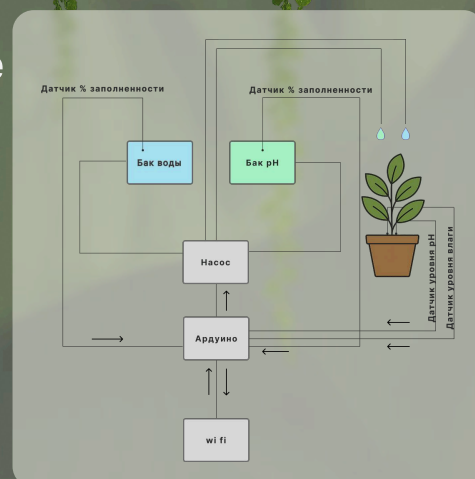 е
Датчик % заполненности
Датчик % заполненности
Бак воды
Бак pH
Насос
Датчик уровня pH
Датчик уровня влаги
Ардуино
wi fi